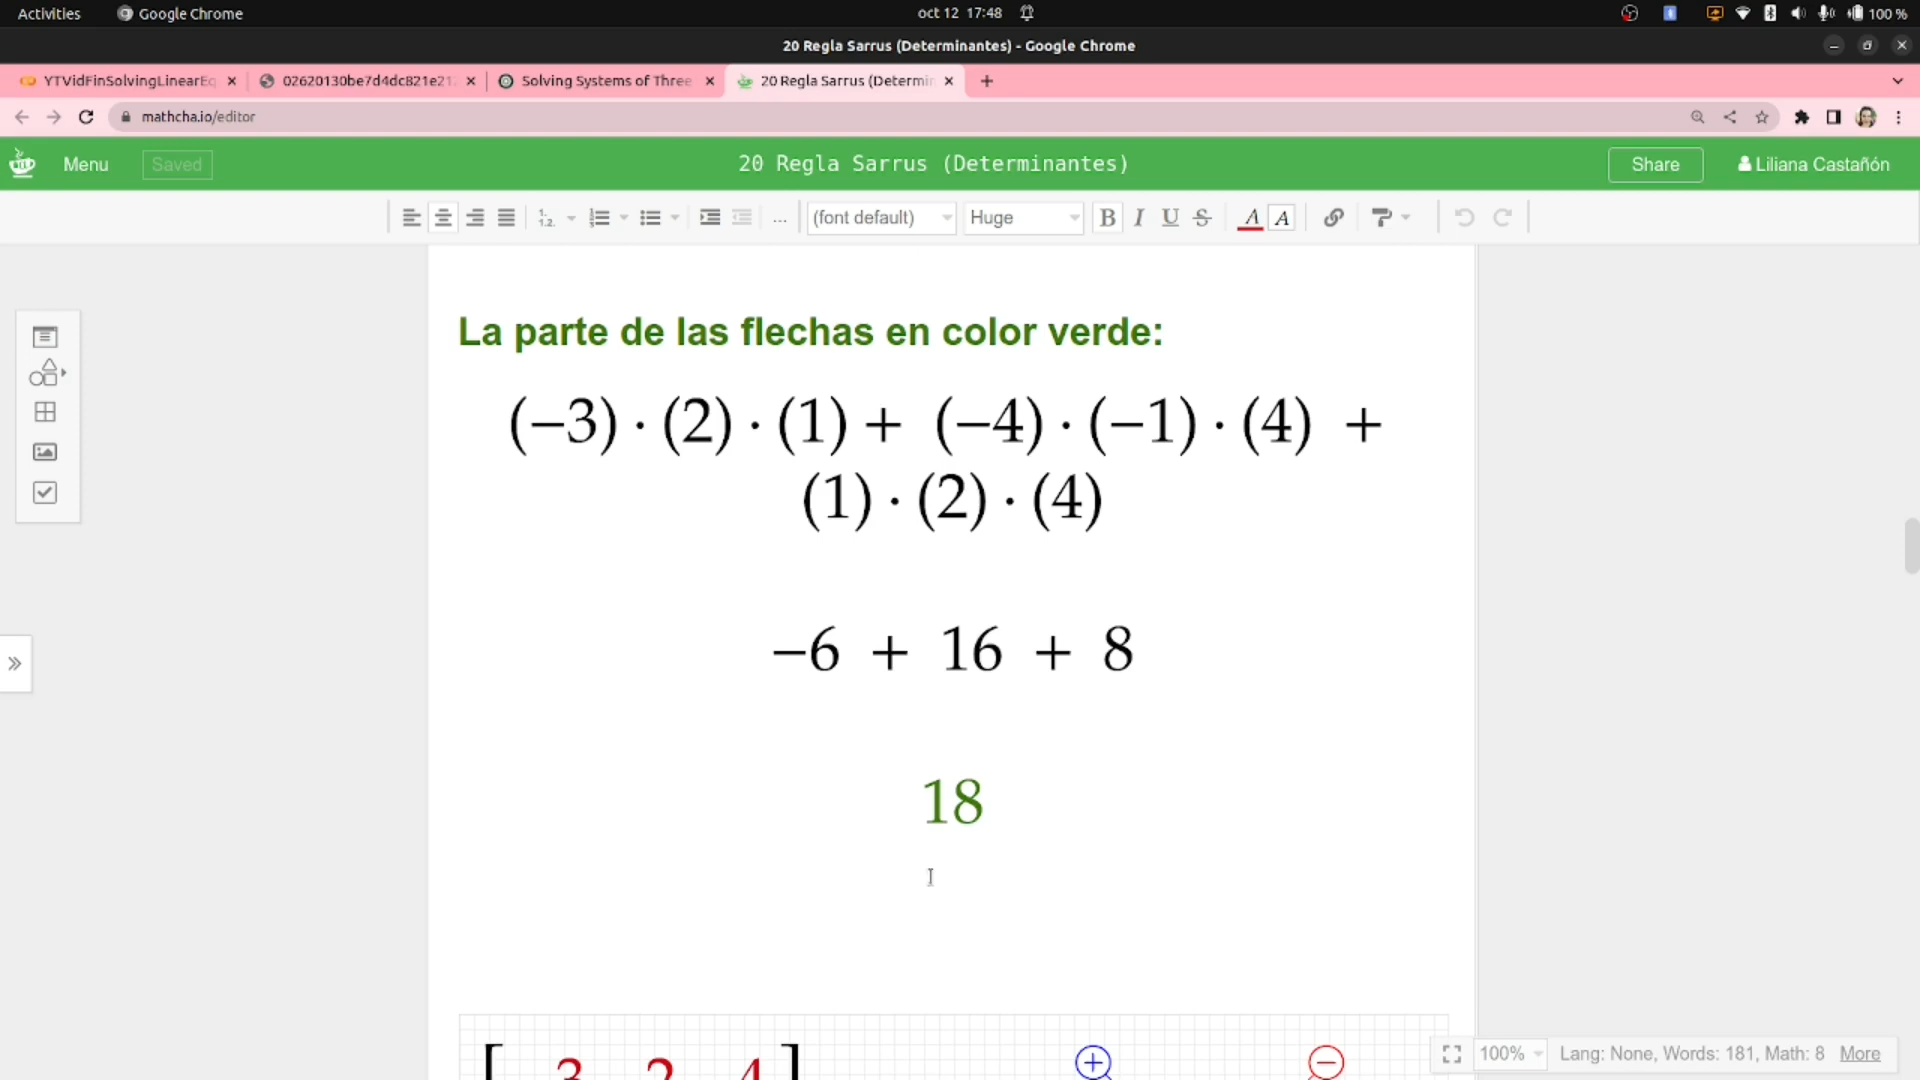 Activities Google Chrome oct 12 17:48 100 %
20 Regla Sarrus (Determinantes) - Google Chrome
YTVidFinSolvingLinearEq 02620130be7d4dc821e21 Solving Systems of Three 20 Regla Sarrus (Determin
mathcha.io/editor
Menu Saved 20 Regla Sarrus (Determinantes) Share Liliana Castañón
... (font default) Huge B I U S A A
La parte de las flechas en color verde:
(−3) · (2) · (1) + (−4) · (−1) · (4) +
(1) · (2) · (4)
−6 + 16 + 8
18
3 2 4
100% Lang: None, Words: 181, Math: 8 More